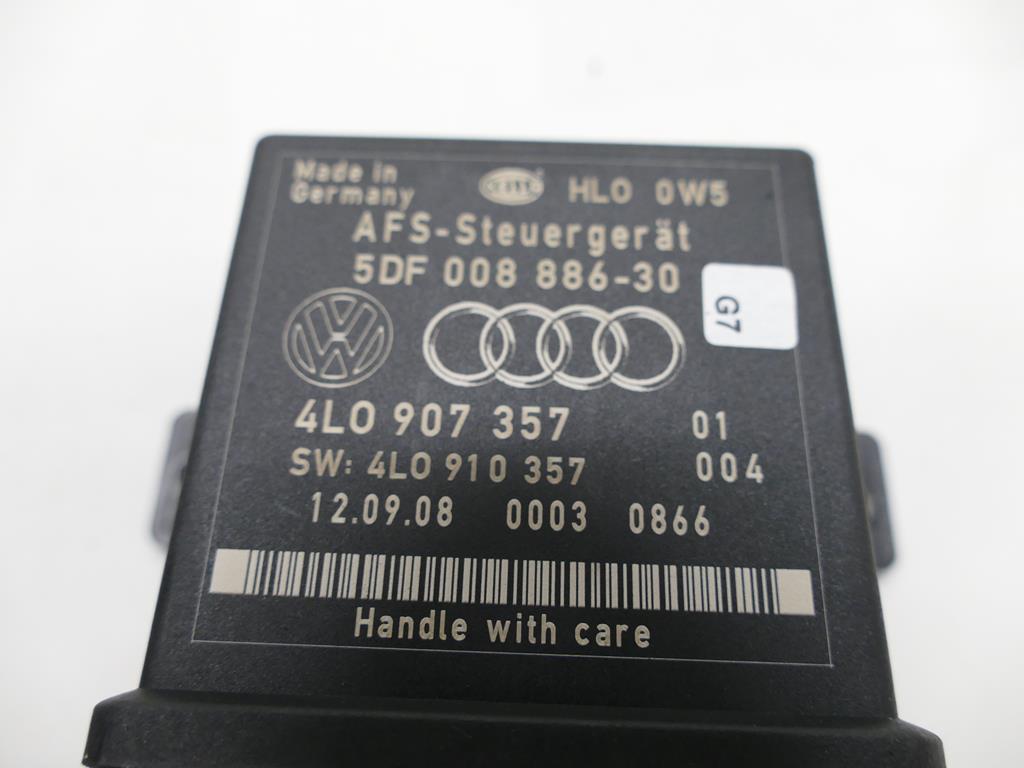 Made in
Germany
HLO 0W5
AFS-Steuergerät
5DF 008 886-30
G7
4L0 907 357 01
SW: 4L0 910 357 004
12.09.08 0003 0866
Handle with care